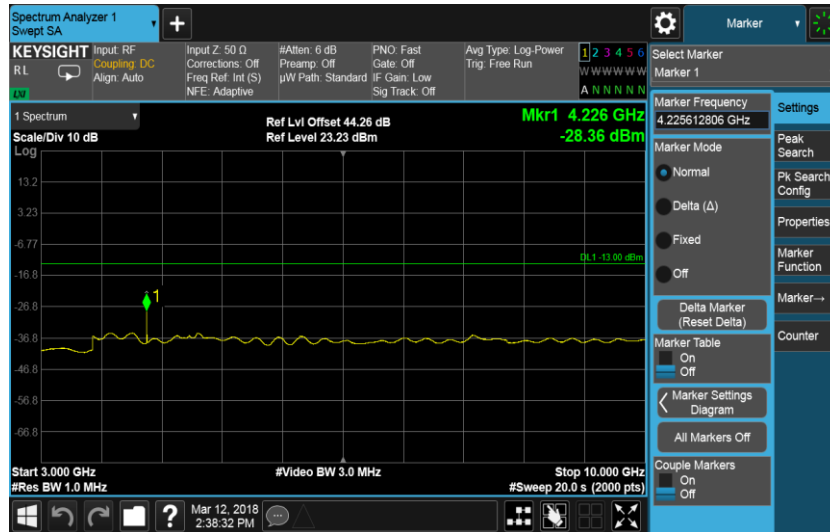 Spectrum Analyzer 1
Swept SA
+
Marker
KEYSIGHT
RL
LXI
Input: RF
Coupling: DC
Align: Auto
Input Z: 50 Ω
Corrections: Off
Freq Ref: Int (S)
NFE: Adaptive
#Atten: 6 dB
Preamp: Off
µW Path: Standard
PNO: Fast
Gate: Off
IF Gain: Low
Sig Track: Off
Avg Type: Log-Power
Trig: Free Run
1 2 3 4 5 6
W W W W W W
A N N N N N
1 Spectrum
Scale/Div 10 dB
Log
Ref Lvl Offset 44.26 dB
Ref Level 23.23 dBm
Mkr1 4.226 GHz
-28.36 dBm
13.2
3.23
-6.77
-16.8
-26.8
-36.8
-46.8
-56.8
-66.8
DL1 -13.00 dBm
1
Start 3.000 GHz
#Res BW 1.0 MHz
#Video BW 3.0 MHz
Stop 10.000 GHz
#Sweep 20.0 s (2000 pts)
Select Marker
Marker 1
Marker Frequency
4.225612806 GHz
Marker Mode
Normal
Delta (Δ)
Fixed
Off
Delta Marker
(Reset Delta)
Marker Table
On
Off
Marker Settings
Diagram
All Markers Off
Couple Markers
On
Off
Settings
Peak
Search
Pk Search
Config
Properties
Marker
Function
Marker→
Counter
?
Mar 12, 2018
2:38:32 PM